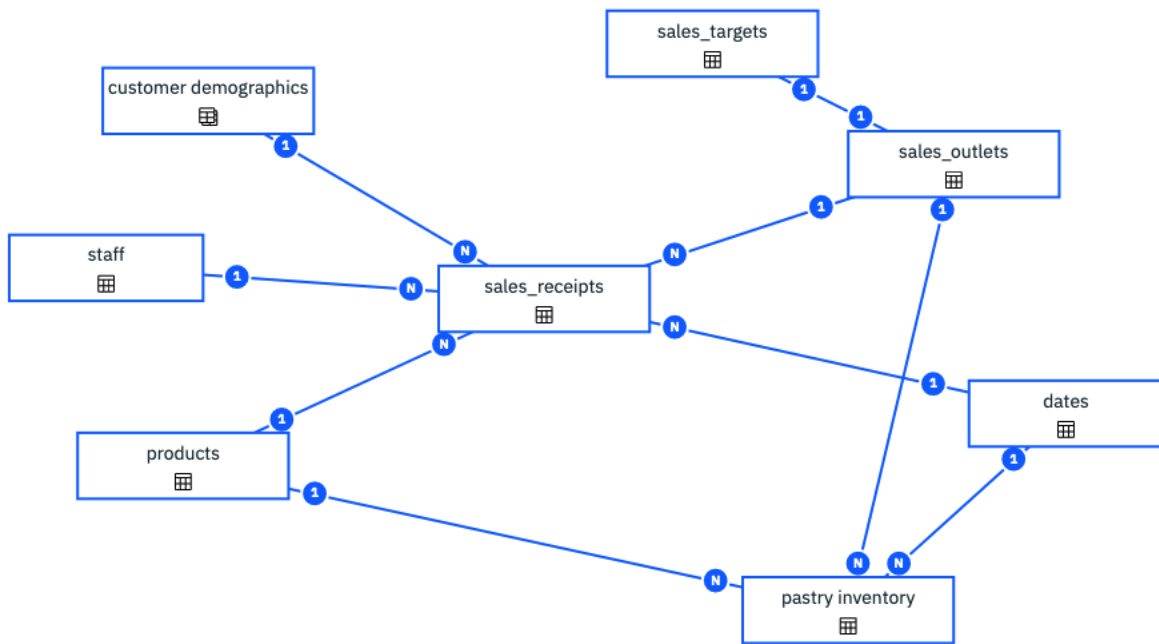 sales_targets
customer demographics
1
1
1
sales_outlets
1
1
N
N
staff
1
N
sales_receipts
N
N
1
dates
1
products
1
1
N
N
N
pastry inventory